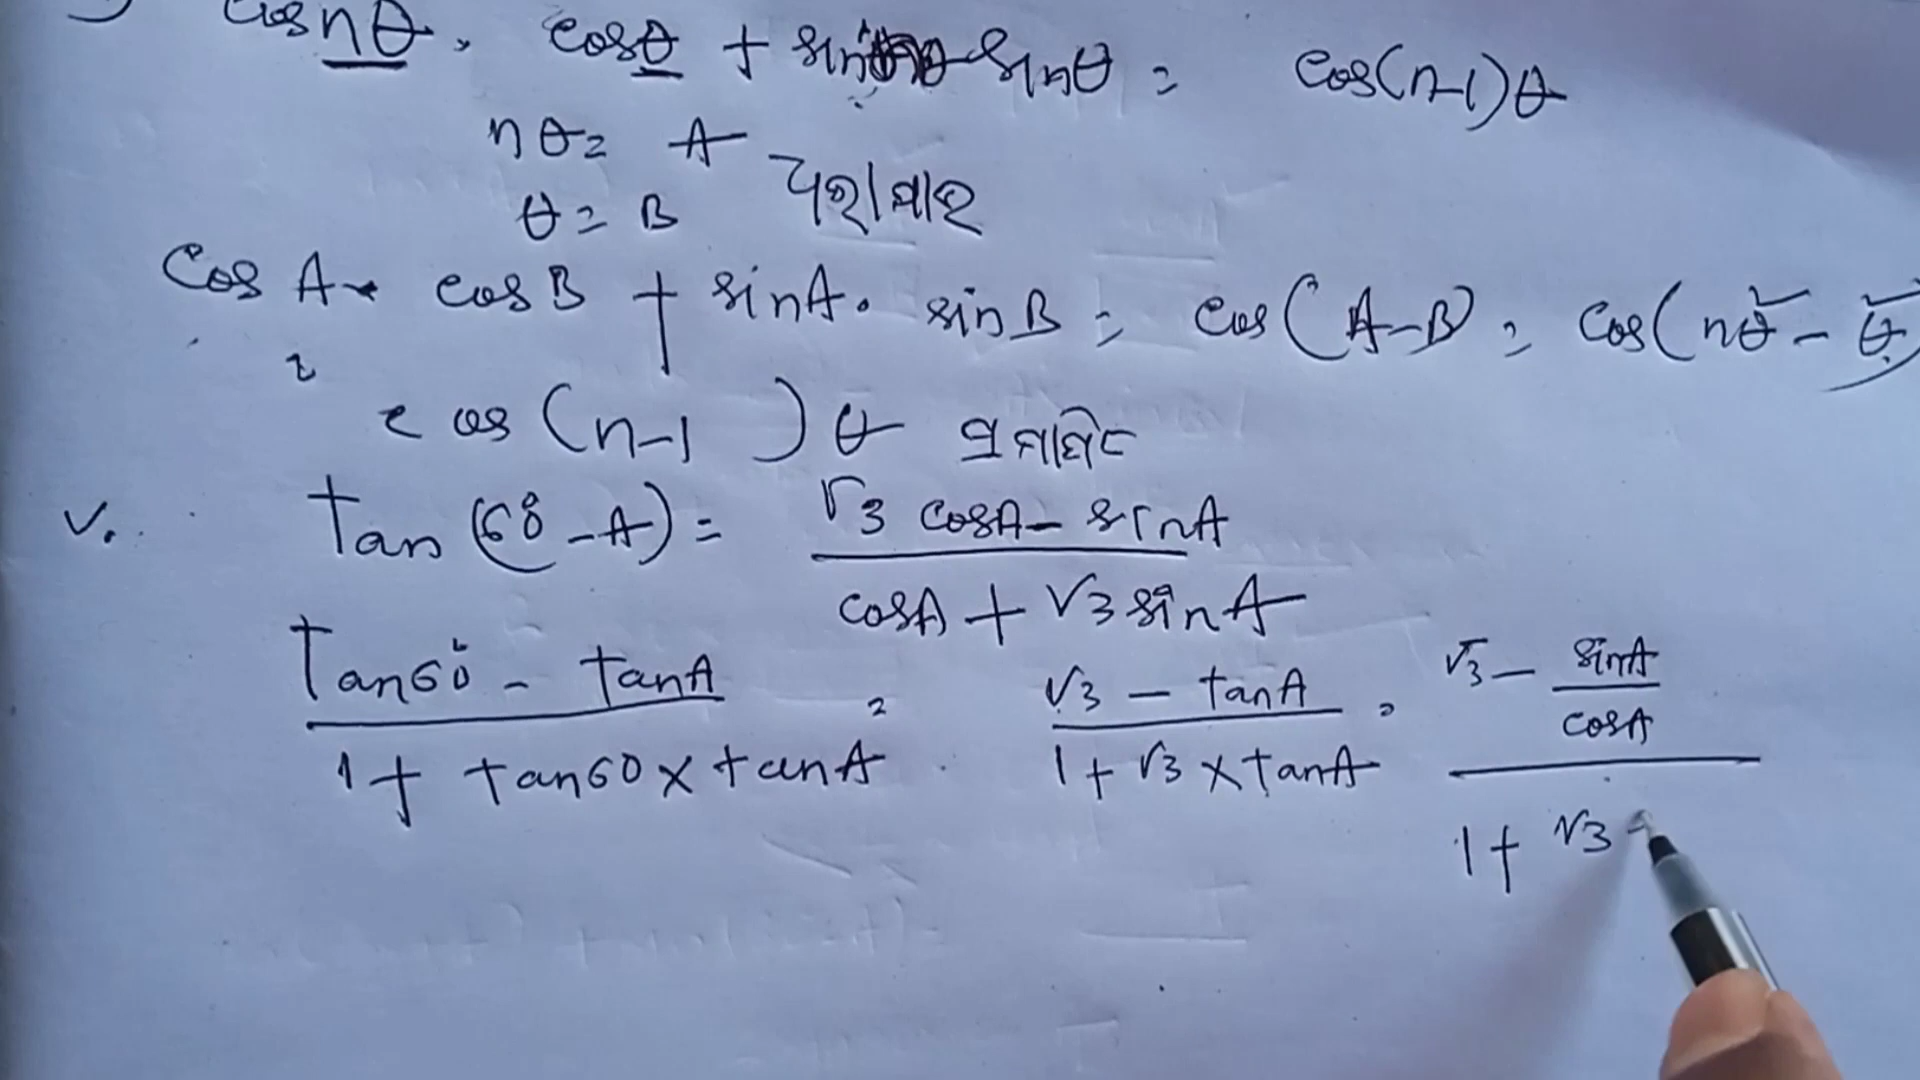 cos nθ. cosθ + sin nθ sinθ = cos(n-1)θ
nθ = A
θ = B ଧରାଯାଉ
cos A . cos B + sin A . sin B = cos(A-B) = cos(nθ - θ)
= cos(n-1)θ ପ୍ରମାଣିତ
v. tan(60° - A) = √3 cosA - sinA / cosA + √3 sinA
tan60° - tanA / 1 + tan60 x tanA = √3 - tanA / 1 + √3 x tanA = √3 - sinA/cosA / 1 + √3